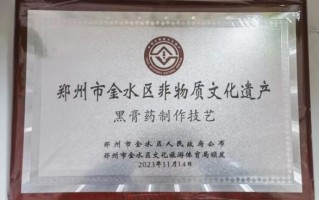 郑州市金水区非物质文化遗产
黑膏药制作技艺
郑州市金水区人民政府公布
郑州市金水区文化旅游体育局颁发
2023年11月14日